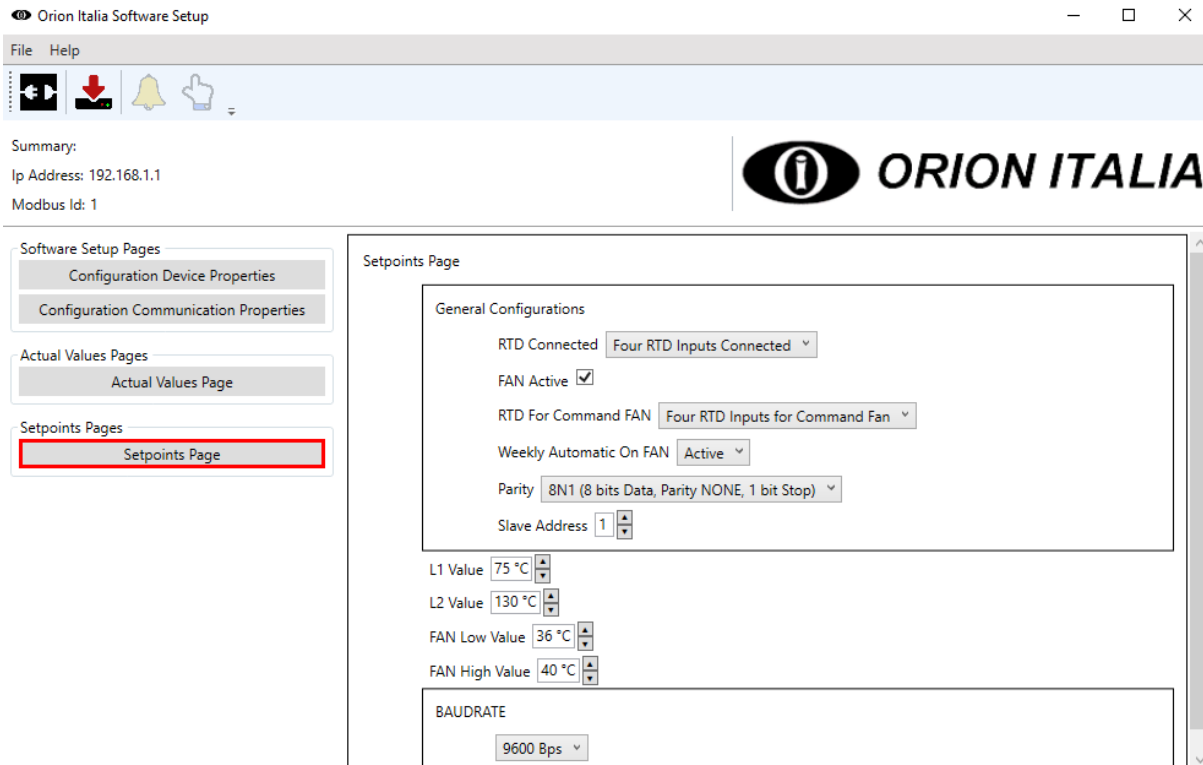 Orion Italia Software Setup
File Help
Summary:
Ip Address: 192.168.1.1
Modbus Id: 1
ORION ITALIA
Software Setup Pages
Configuration Device Properties
Configuration Communication Properties
Actual Values Pages
Actual Values Page
Setpoints Pages
Setpoints Page
Setpoints Page
General Configurations
RTD Connected Four RTD Inputs Connected
FAN Active
RTD For Command FAN Four RTD Inputs for Command Fan
Weekly Automatic On FAN Active
Parity 8N1 (8 bits Data, Parity NONE, 1 bit Stop)
Slave Address 1
L1 Value 75 °C
L2 Value 130 °C
FAN Low Value 36 °C
FAN High Value 40 °C
BAUDRATE
9600 Bps